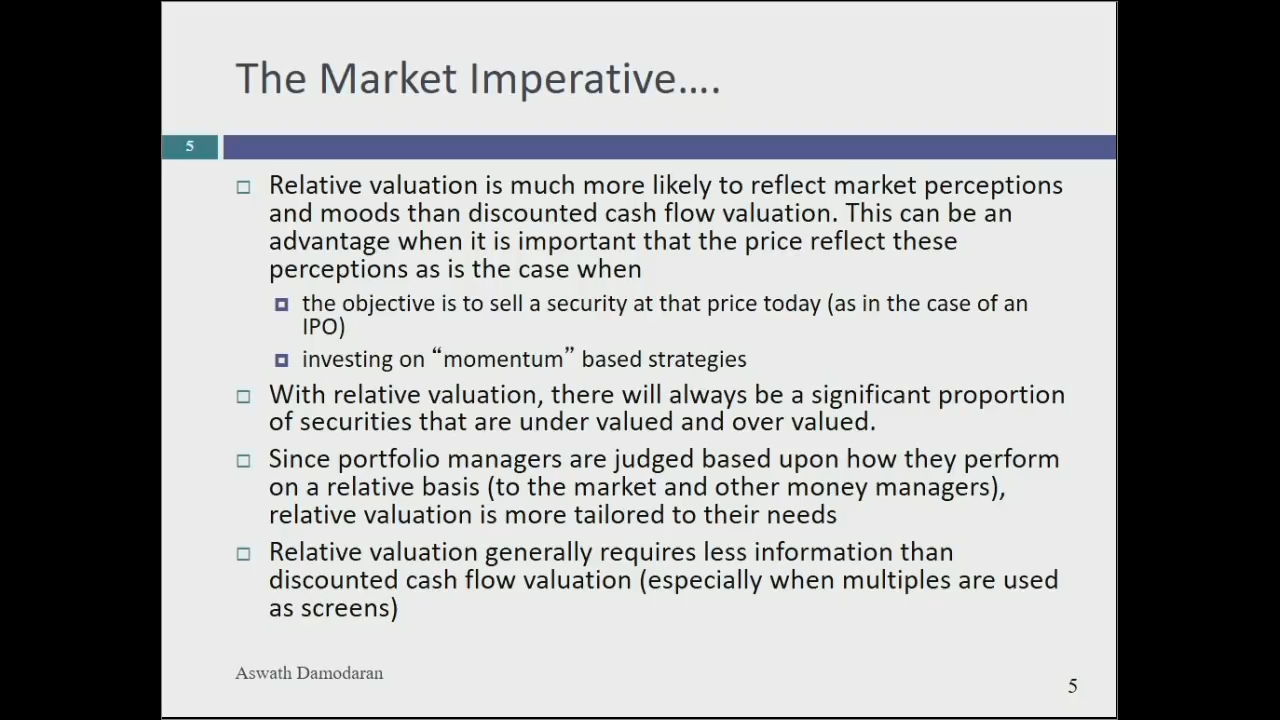 The Market Imperative....
5
Relative valuation is much more likely to reflect market perceptions
and moods than discounted cash flow valuation. This can be an
advantage when it is important that the price reflect these
perceptions as is the case when
the objective is to sell a security at that price today (as in the case of an
IPO)
investing on “momentum” based strategies
With relative valuation, there will always be a significant proportion
of securities that are under valued and over valued.
Since portfolio managers are judged based upon how they perform
on a relative basis (to the market and other money managers),
relative valuation is more tailored to their needs
Relative valuation generally requires less information than
discounted cash flow valuation (especially when multiples are used
as screens)
Aswath Damodaran
5